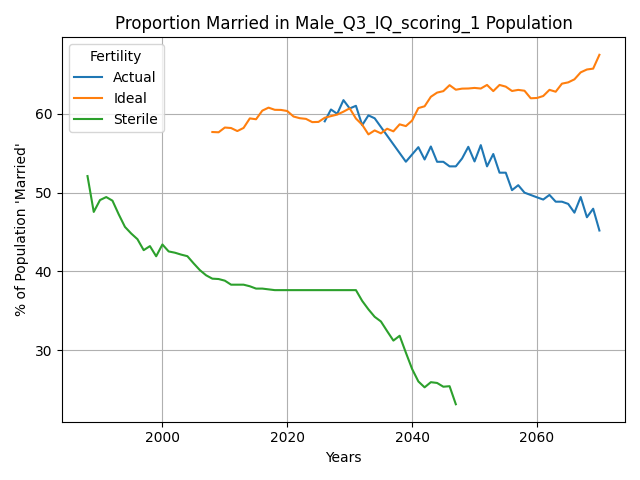 Proportion Married in Male_Q3_IQ_scoring_1 Population
Fertility
Actual
Ideal
Sterile
% of Population 'Married'
60
50
40
30
2000
2020
2040
2060
Years